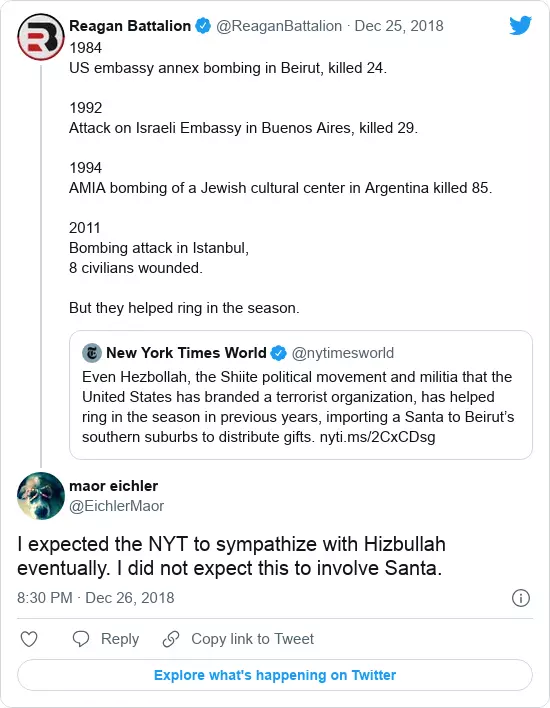 Reagan Battalion @ReaganBattalion · Dec 25, 2018
1984
US embassy annex bombing in Beirut, killed 24.
1992
Attack on Israeli Embassy in Buenos Aires, killed 29.
1994
AMIA bombing of a Jewish cultural center in Argentina killed 85.
2011
Bombing attack in Istanbul,
8 civilians wounded.
But they helped ring in the season.
New York Times World @nytimesworld
Even Hezbollah, the Shiite political movement and militia that the
United States has branded a terrorist organization, has helped
ring in the season in previous years, importing a Santa to Beirut's
southern suburbs to distribute gifts. nyti.ms/2CxCDsg
maor eichler
@EichlerMaor
I expected the NYT to sympathize with Hizbullah
eventually. I did not expect this to involve Santa.
8:30 PM · Dec 26, 2018
Reply Copy link to Tweet
Explore what's happening on Twitter